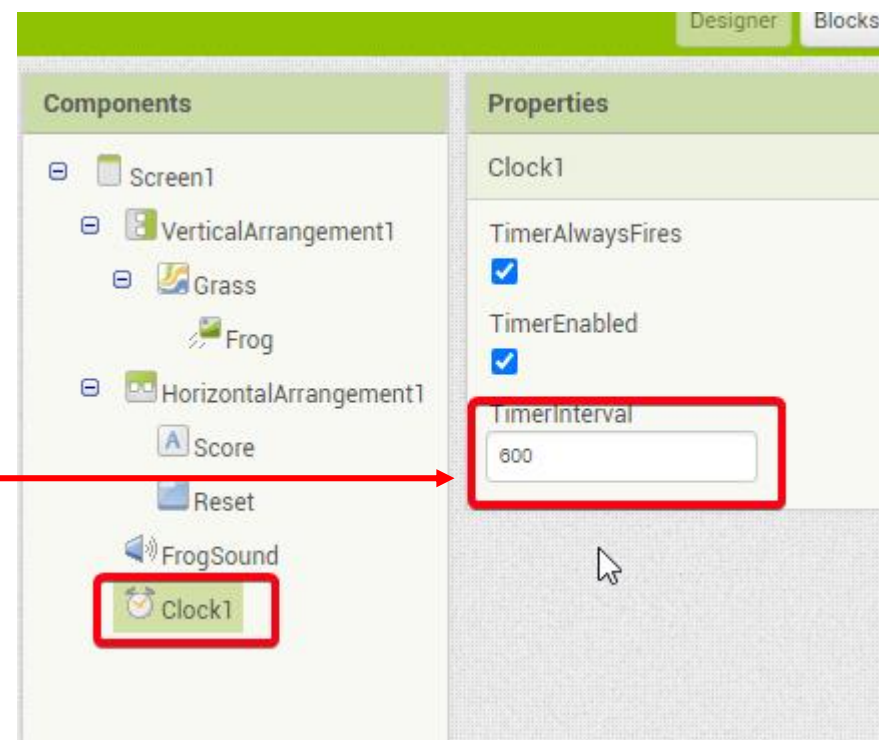 Designer
Blocks
Components
Screen1
VerticalArrangement1
Grass
Frog
HorizontalArrangement1
A
Score
Reset
FrogSound
Clock1
Properties
Clock1
TimerAlwaysFires
TimerEnabled
TimerInterval
600